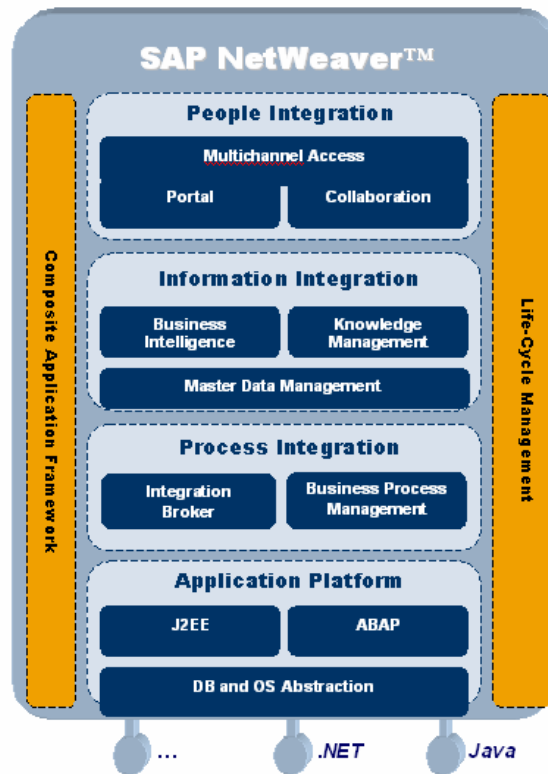 SAP NetWeaver™
People Integration
Multichannel Access
Portal
Collaboration
Composite Application Framework
Life-Cycle Management
Information Integration
Business
Intelligence
Knowledge
Management
Master Data Management
Process Integration
Integration
Broker
Business Process
Management
Application Platform
J2EE
ABAP
DB and OS Abstraction
...
.NET
Java